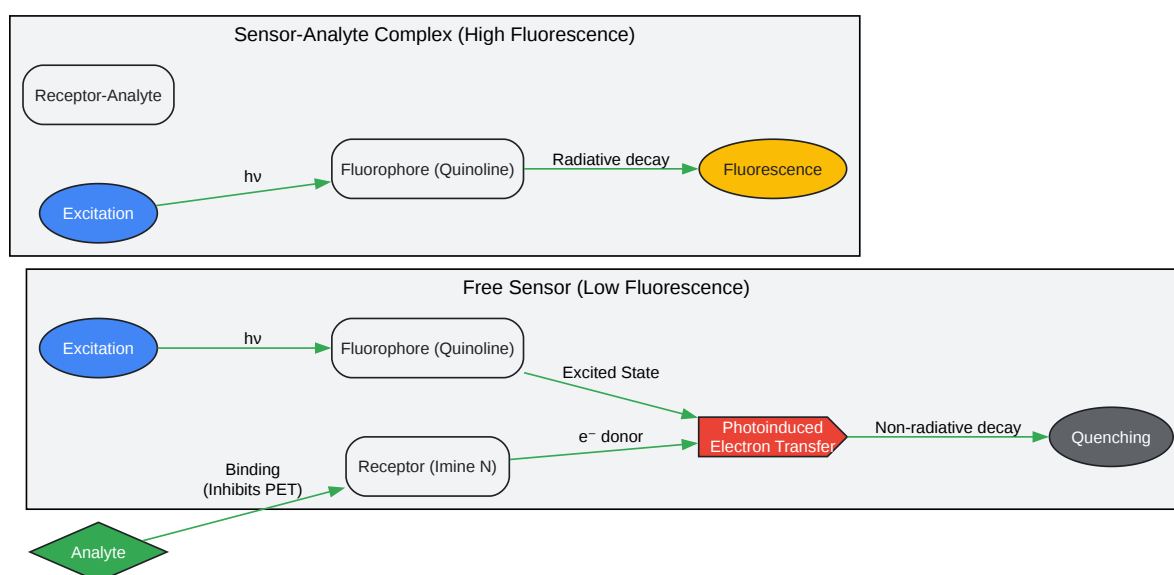 Sensor-Analyte Complex (High Fluorescence)
Receptor-Analyte
Excitation
hν
Fluorophore (Quinoline)
Radiative decay
Fluorescence
Free Sensor (Low Fluorescence)
Excitation
hν
Fluorophore (Quinoline)
Excited State
Receptor (Imine N)
e⁻ donor
Photoinduced
Electron Transfer
Non-radiative decay
Quenching
Binding
(Inhibits PET)
Analyte